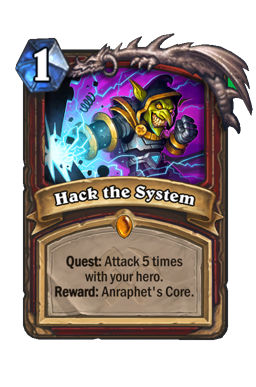 1
Hack the System
Quest: Attack 5 times
with your hero.
Reward: Anraphet's Core.